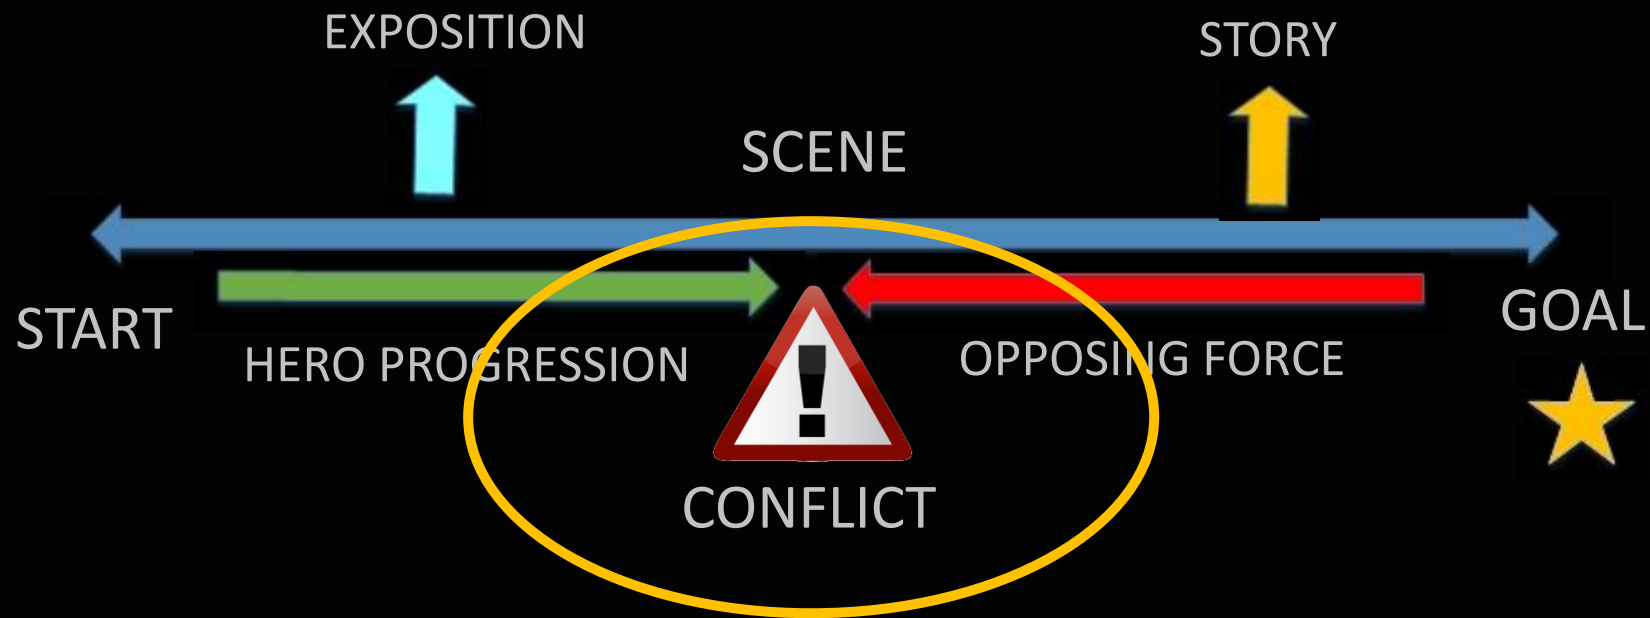 EXPOSITION
STORY
SCENE
START
GOAL
HERO PROGRESSION
OPPOSING FORCE
!
CONFLICT